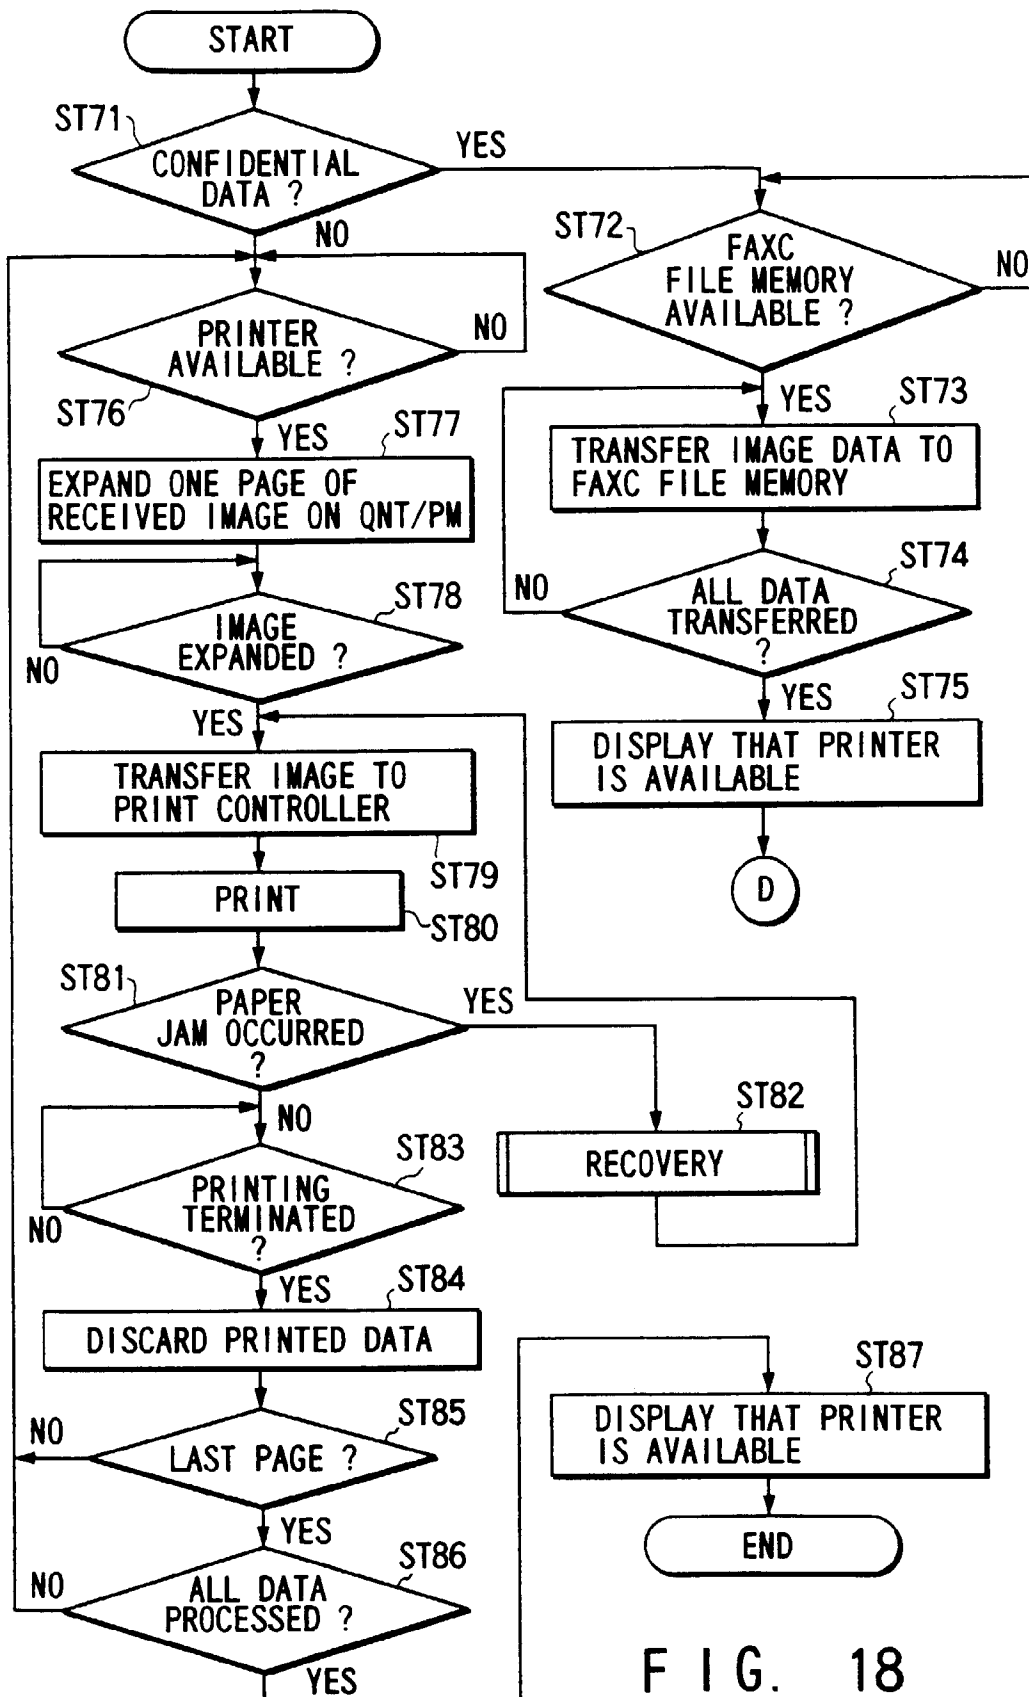 START
ST71
CONFIDENTIAL
DATA ?
YES
NO
ST72
FAXC
FILE MEMORY
AVAILABLE ?
NO
PRINTER
AVAILABLE ?
NO
ST76
YES
ST77
EXPAND ONE PAGE OF
RECEIVED IMAGE ON QNT/PM
YES
ST73
TRANSFER IMAGE DATA TO
FAXC FILE MEMORY
ST78
IMAGE
EXPANDED ?
NO
YES
ST74
ALL DATA
TRANSFERRED
?
NO
YES
ST75
DISPLAY THAT PRINTER
IS AVAILABLE
D
TRANSFER IMAGE TO
PRINT CONTROLLER
ST79
PRINT
ST80
ST81
PAPER
JAM OCCURRED
?
YES
NO
ST82
RECOVERY
ST83
PRINTING
TERMINATED
?
NO
YES
ST84
DISCARD PRINTED DATA
ST85
LAST PAGE ?
NO
YES
ST86
ALL DATA
PROCESSED ?
NO
YES
ST87
DISPLAY THAT PRINTER
IS AVAILABLE
END
FIG. 18